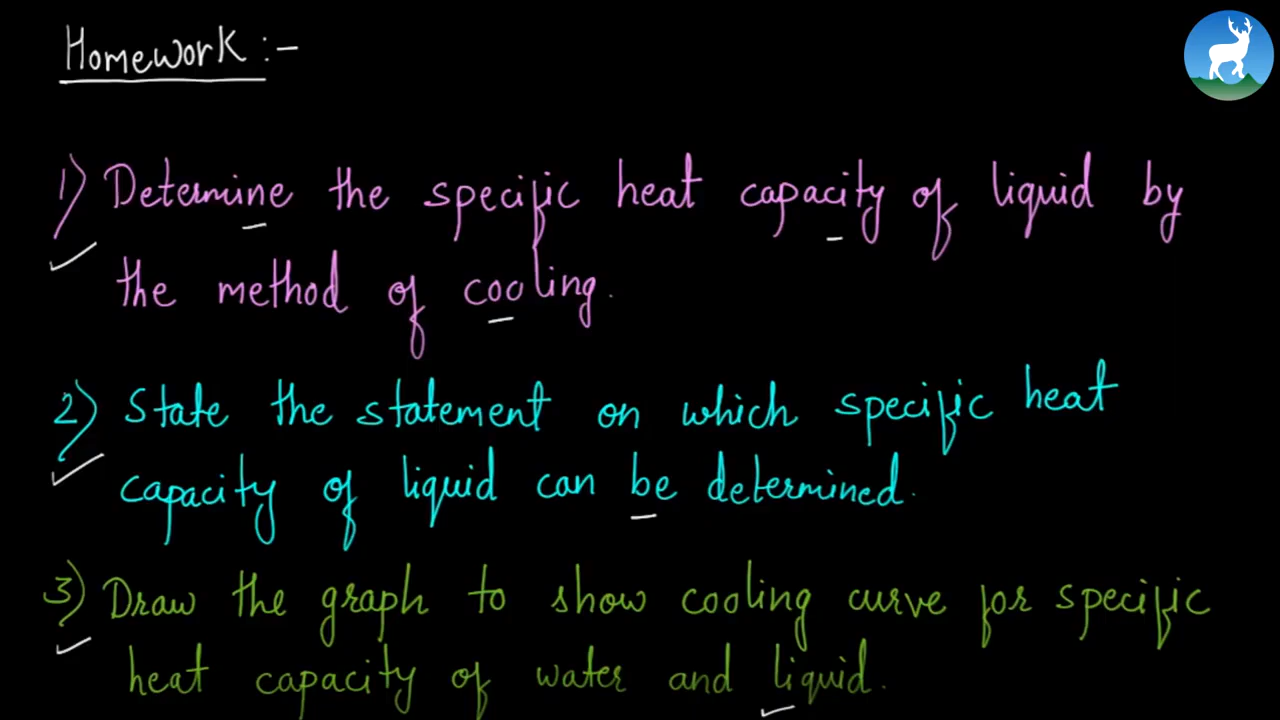 Homework :-
1) Determine the specific heat capacity of liquid by
the method of cooling.
2) State the statement on which specific heat
capacity of liquid can be determined.
3) Draw the graph to show cooling curve for specific
heat capacity of water and liquid.